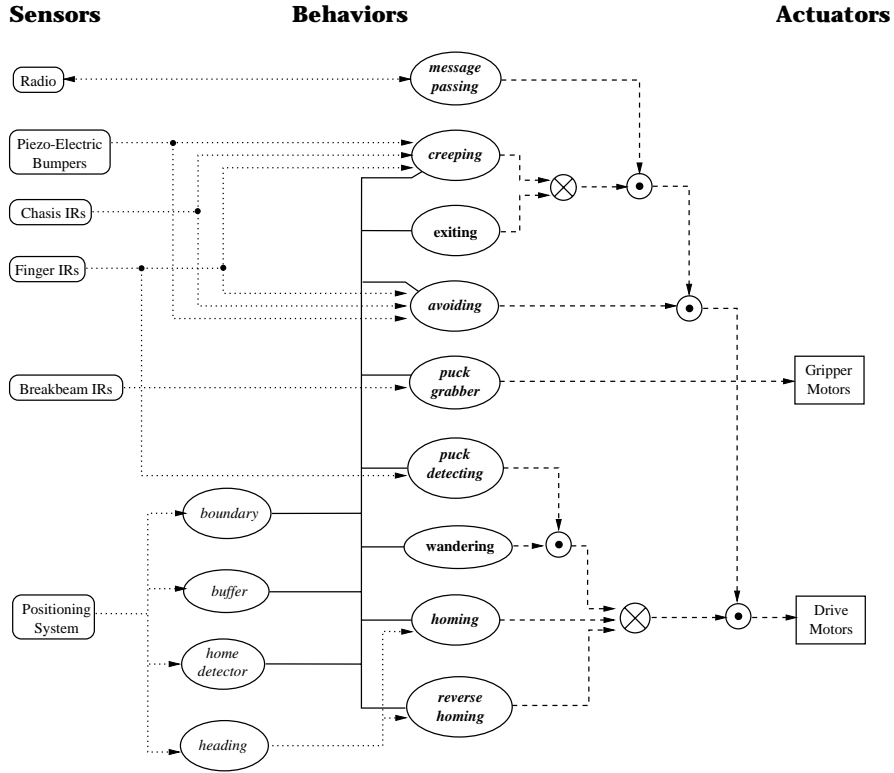 Sensors
Behaviors
Actuators
Radio
message
passing
Piezo-Electric
Bumpers
creeping
Chasis IRs
exiting
Finger IRs
avoiding
Breakbeam IRs
puck
grabber
Gripper
Motors
puck
detecting
boundary
wandering
buffer
Positioning
System
homing
Drive
Motors
home
detector
reverse
homing
heading